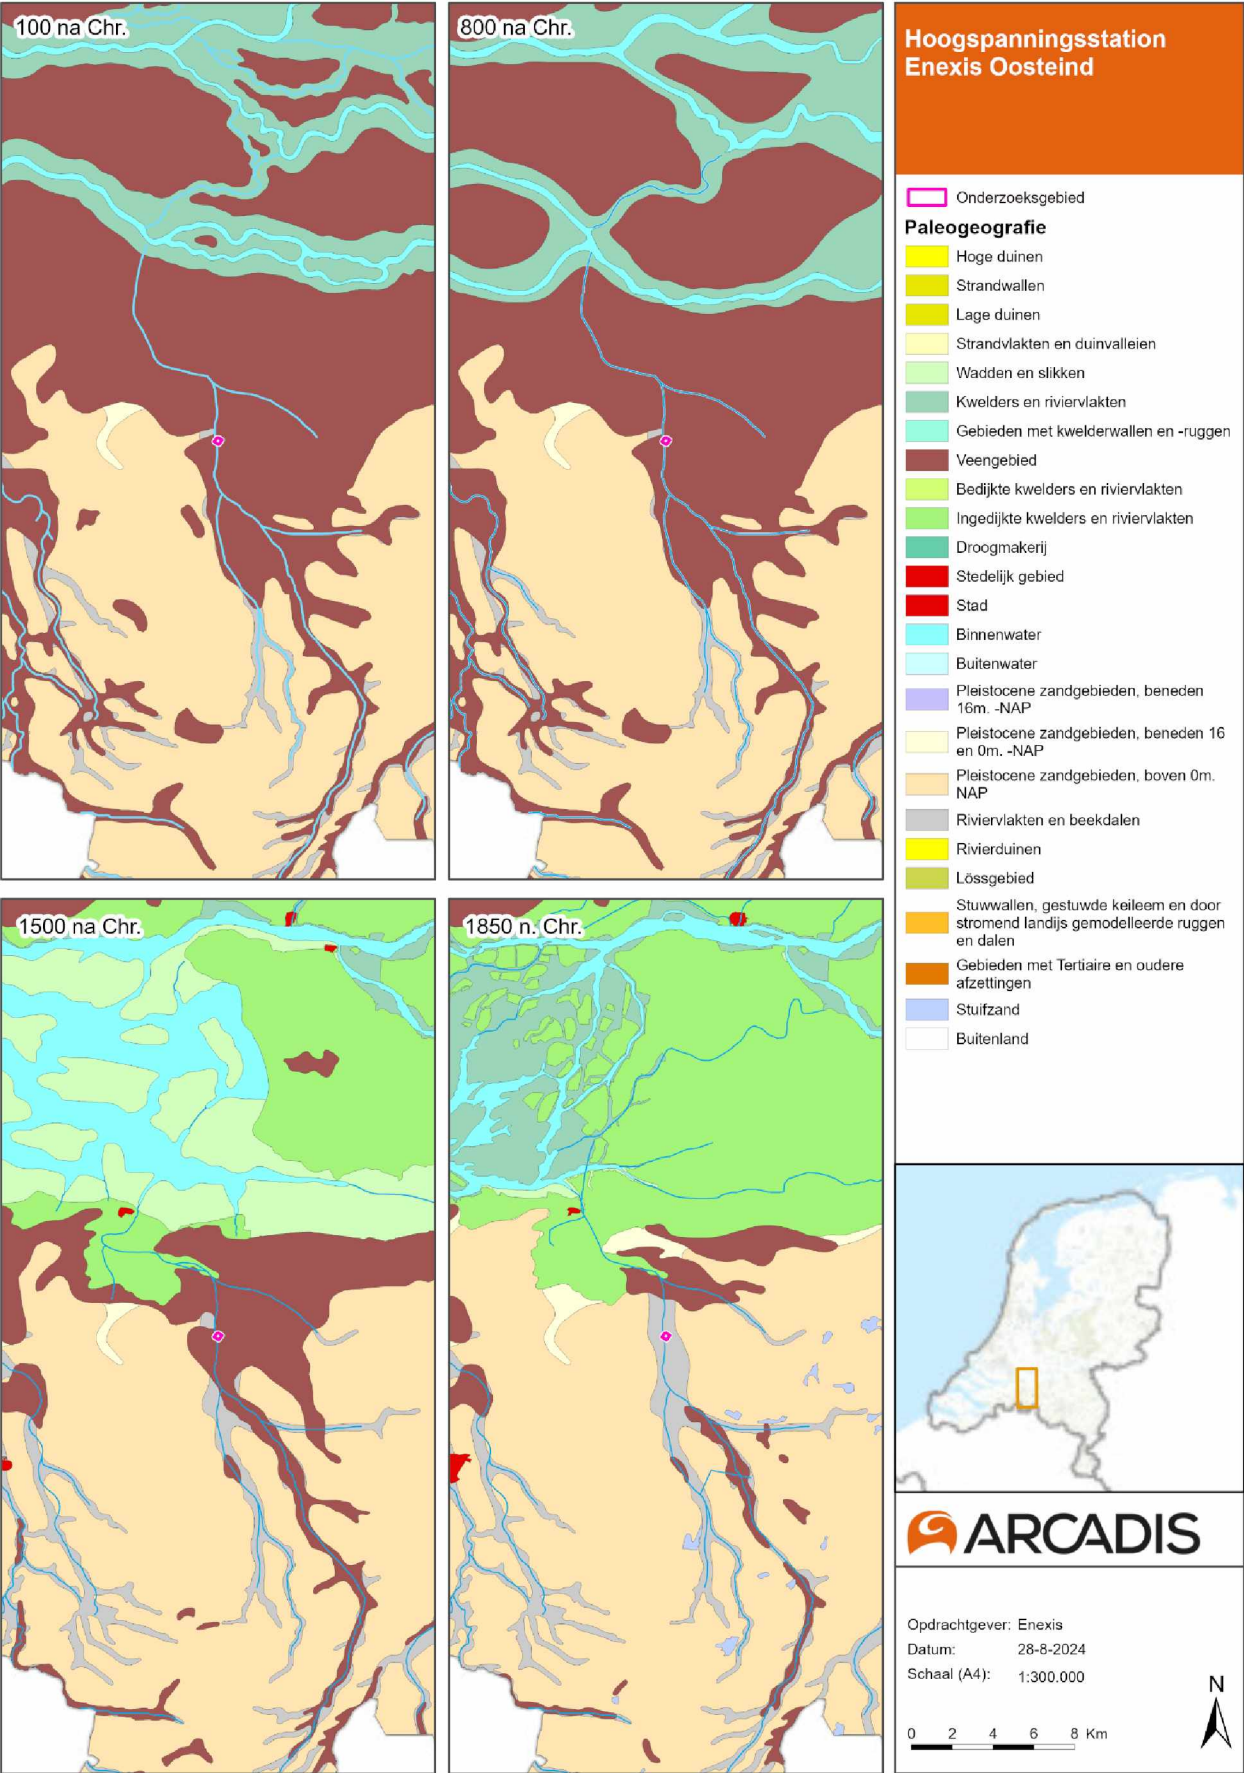 100 na Chr.
800 na Chr.
1500 na Chr.
1850 n. Chr.
Hoogspanningsstation
Enexis Oosteind
Onderzoeksgebied
Paleogeografie
Hoge duinen
Strandwallen
Lage duinen
Strandvlakten en duinvalleien
Wadden en slikken
Kwelders en riviervlakten
Gebieden met kwelderwallen en -ruggen
Veengebied
Bedijkte kwelders en riviervlakten
Ingedijkte kwelders en riviervlakten
Droogmakerij
Stedelijk gebied
Stad
Binnenwater
Buitenwater
Pleistocene zandgebieden, beneden
16m. -NAP
Pleistocene zandgebieden, beneden 16
en 0m. -NAP
Pleistocene zandgebieden, boven 0m.
NAP
Riviervlakten en beekdalen
Rivierduinen
Lössgebied
Stuwwallen, gestuwde keileem en door
stromend landijs gemodelleerde ruggen
en dalen
Gebieden met Tertiaire en oudere
afzettingen
Stuifzand
Buitenland
ARCADIS
Opdrachtgever: Enexis
Datum: 28-8-2024
Schaal (A4): 1:300.000
N
0 2 4 6 8 Km